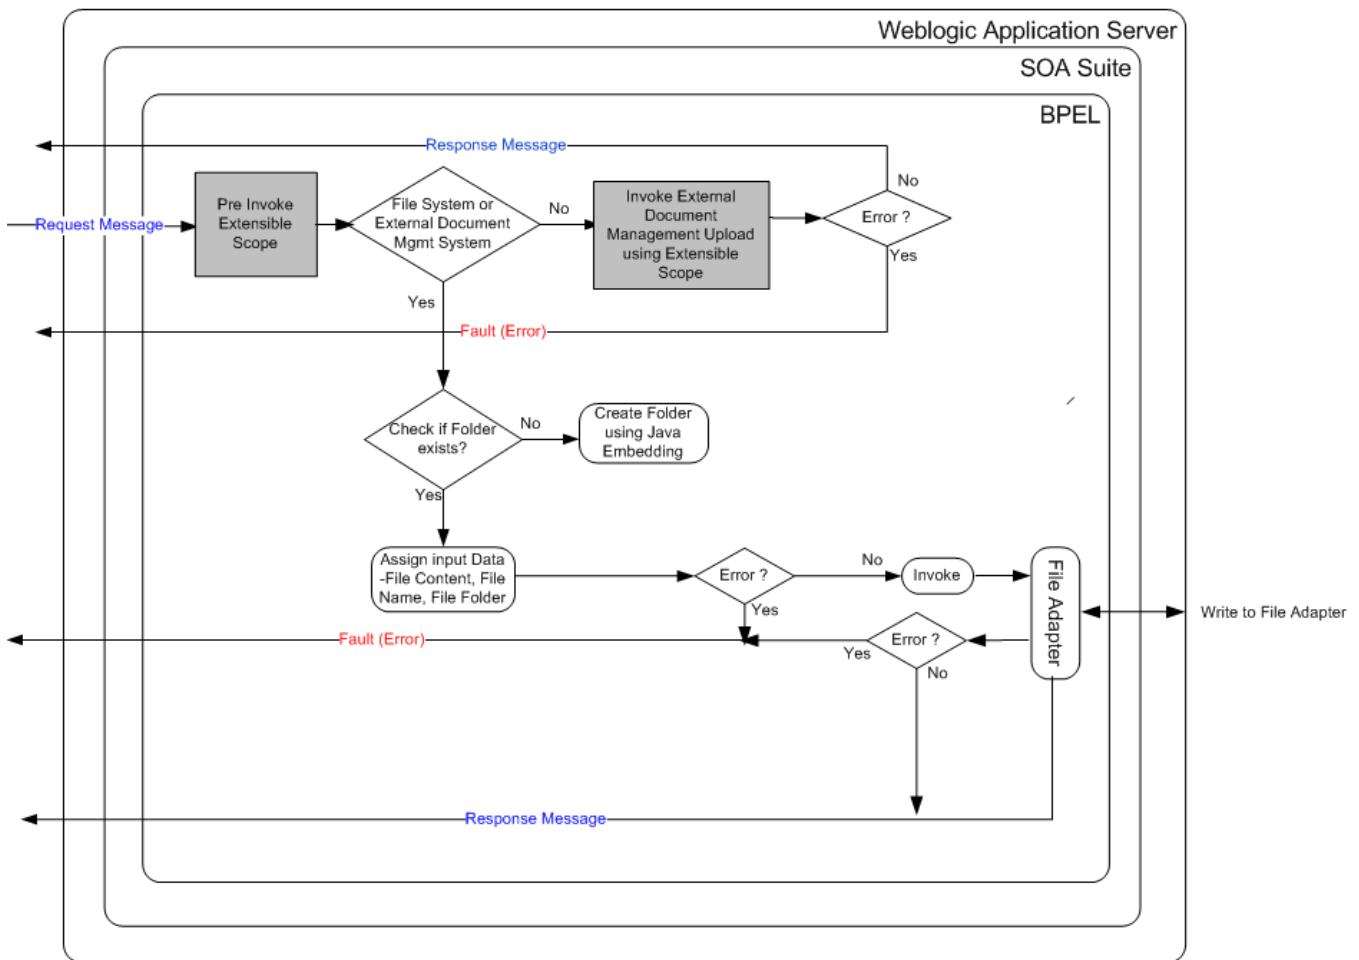 Weblogic Application Server
SOA Suite
BPEL
Response Message
Request Message
Pre Invoke
Extensible
Scope
File System or
External Document
Mgmt System
No
Invoke External
Document
Management Upload
using Extensible
Scope
No
Error ?
Yes
Yes
Fault (Error)
Check if Folder
exists?
No
Create Folder
using Java
Embedding
Yes
Assign input Data
-File Content, File
Name, File Folder
Error ?
No
Invoke
File Adapter
Write to File Adapter
Yes
Fault (Error)
Error ?
Yes
No
Response Message